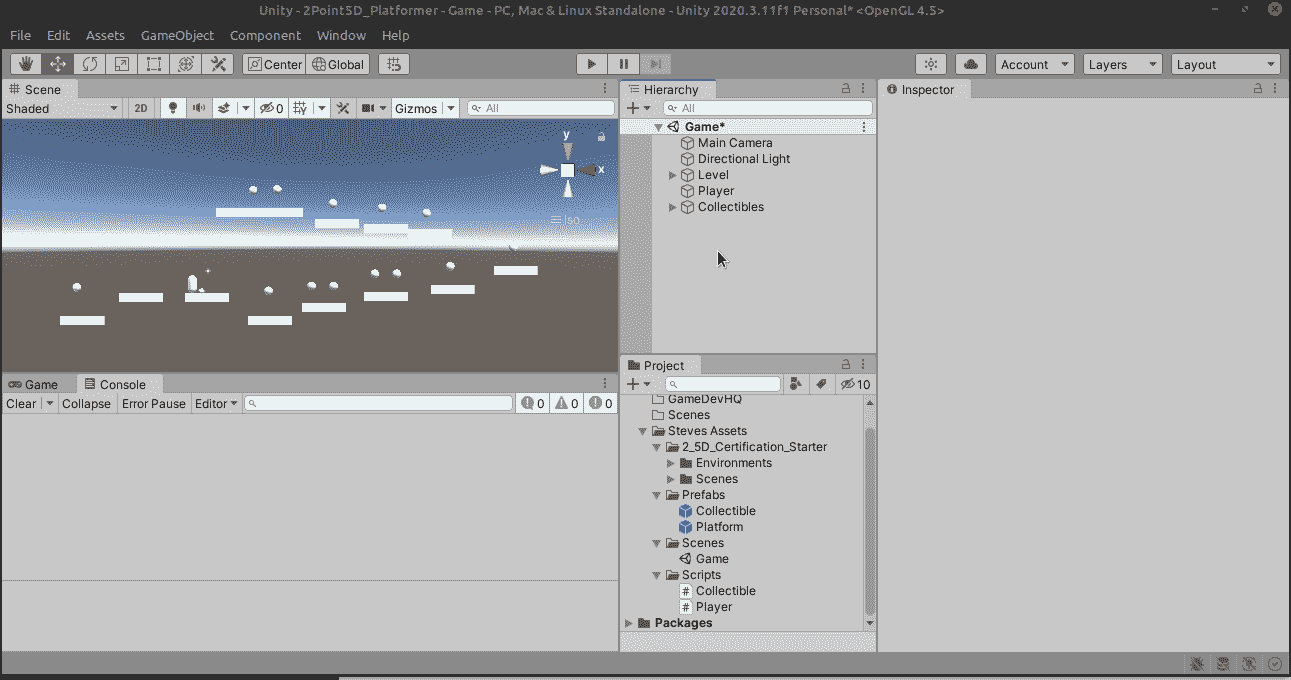 Unity - 2Point5D_Platformer - Game - PC, Mac & Linux Standalone - Unity 2020.3.11f1 Personal* <OpenGL 4.5>
File Edit Assets GameObject Component Window Help
Center Global Account Layers Layout
Scene
Shaded 2D 0 Gizmos All
y
x
Iso
Hierarchy
All
Game*
Main Camera
Directional Light
Level
Player
Collectibles
Inspector
Game Console
Clear Collapse Error Pause Editor 0 0 0
Project
10
GameDevHQ
Scenes
Steves Assets
2_5D_Certification_Starter
Environments
Scenes
Prefabs
Collectible
Platform
Scenes
Game
Scripts
# Collectible
# Player
Packages